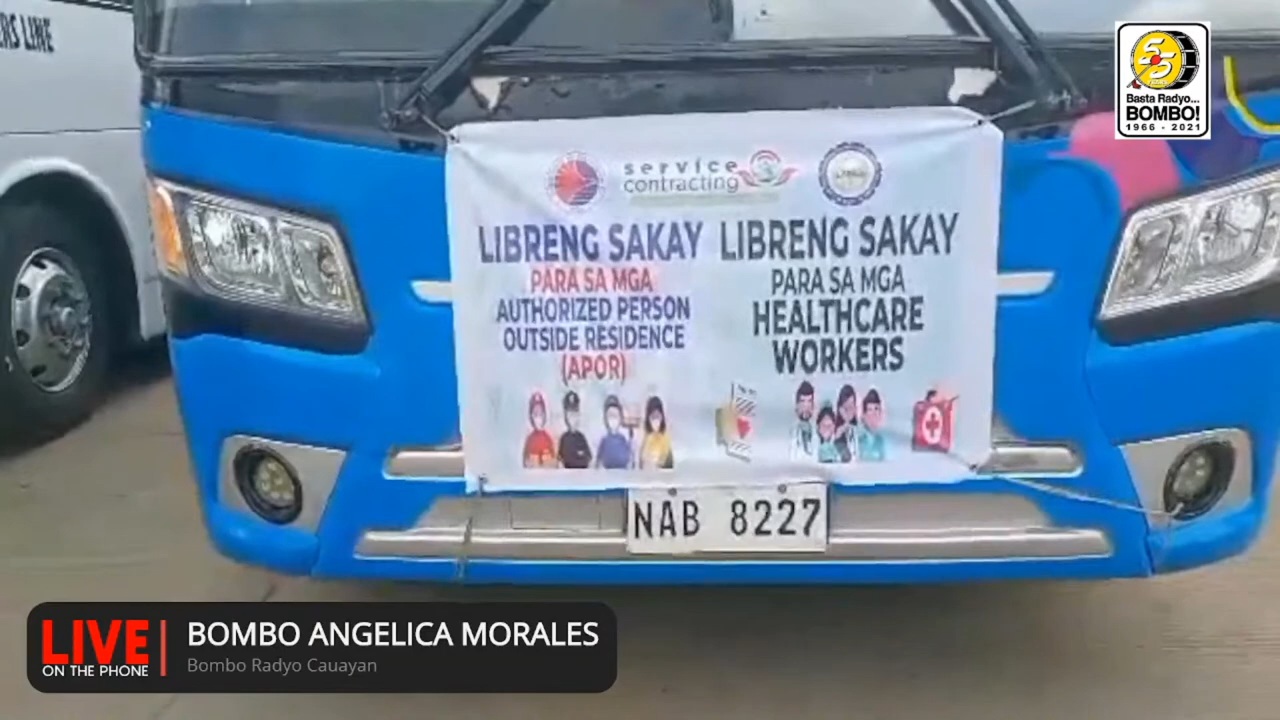 RS LINE
Basta Radyo...
BOMBO!
1966 - 2021
service
contracting
LIBRENG SAKAY
PARA SA MGA
AUTHORIZED PERSON
OUTSIDE RESIDENCE
(APOR)
LIBRENG SAKAY
PARA SA MGA
HEALTHCARE
WORKERS
NAB 8227
LIVE
ON THE PHONE
BOMBO ANGELICA MORALES
Bombo Radyo Cauayan